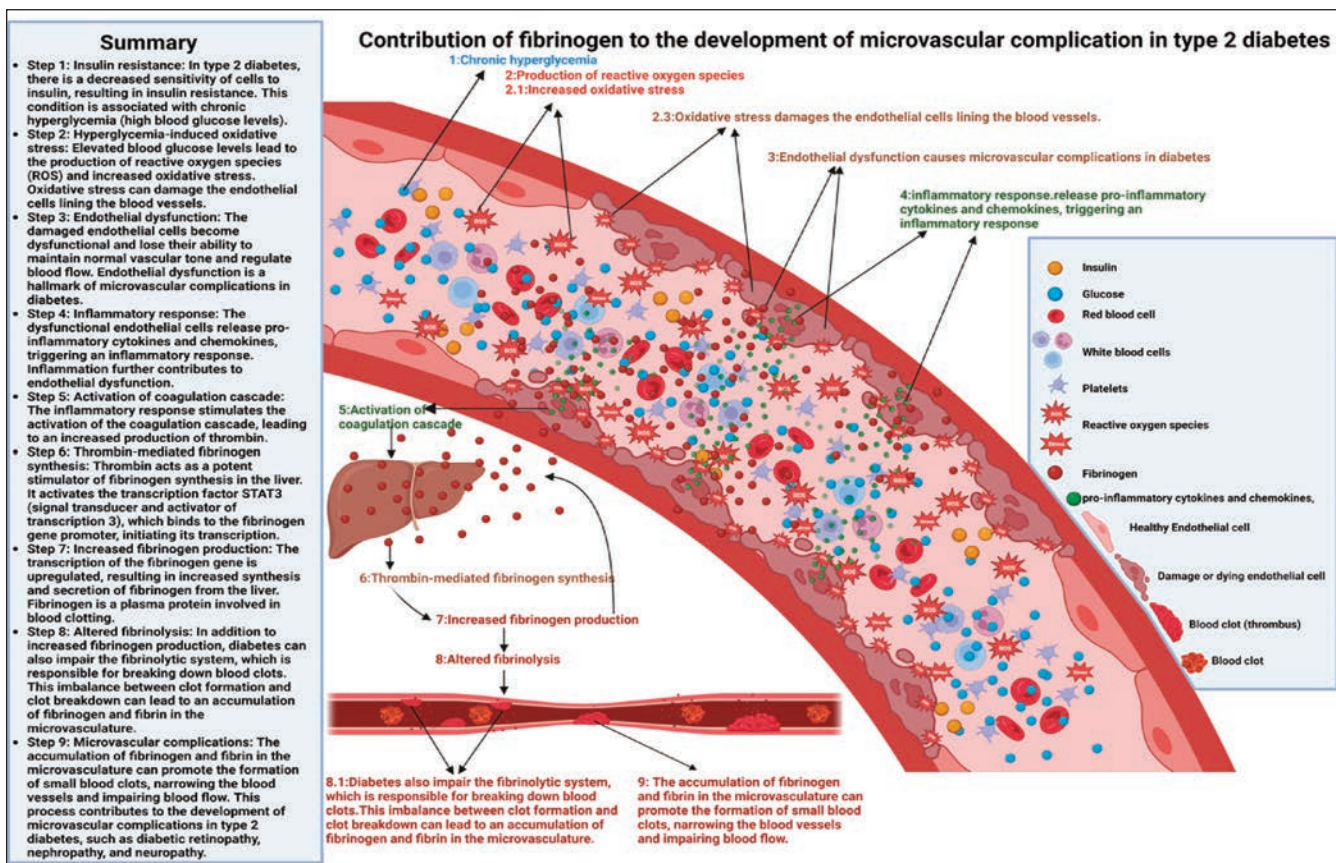 Summary
• Step 1: Insulin resistance: In type 2 diabetes,
there is a decreased sensitivity of cells to
insulin, resulting in insulin resistance. This
condition is associated with chronic
hyperglycemia (high blood glucose levels).
• Step 2: Hyperglycemia-induced oxidative
stress: Elevated blood glucose levels lead to
the production of reactive oxygen species
(ROS) and increased oxidative stress.
Oxidative stress can damage the endothelial
cells lining the blood vessels.
• Step 3: Endothelial dysfunction: The
damaged endothelial cells become
dysfunctional and lose their ability to
maintain normal vascular tone and regulate
blood flow. Endothelial dysfunction is a
hallmark of microvascular complications in
diabetes.
• Step 4: Inflammatory response: The
dysfunctional endothelial cells release pro-
inflammatory cytokines and chemokines,
triggering an inflammatory response.
Inflammation further contributes to
endothelial dysfunction.
• Step 5: Activation of coagulation cascade:
The inflammatory response stimulates the
activation of the coagulation cascade, leading
to an increased production of thrombin.
• Step 6: Thrombin-mediated fibrinogen
synthesis: Thrombin acts as a potent
stimulator of fibrinogen synthesis in the liver.
It activates the transcription factor STAT3
(signal transducer and activator of
transcription 3), which binds to the fibrinogen
gene promoter, initiating its transcription.
• Step 7: Increased fibrinogen production: The
transcription of the fibrinogen gene is
upregulated, resulting in increased synthesis
and secretion of fibrinogen from the liver.
Fibrinogen is a plasma protein involved in
blood clotting.
• Step 8: Altered fibrinolysis: In addition to
increased fibrinogen production, diabetes can
also impair the fibrinolytic system, which is
responsible for breaking down blood clots.
This imbalance between clot formation and
clot breakdown can lead to an accumulation
of fibrinogen and fibrin in the
microvasculature.
• Step 9: Microvascular complications: The
accumulation of fibrinogen and fibrin in the
microvasculature can promote the formation
of small blood clots, narrowing the blood
vessels and impairing blood flow. This
process contributes to the development of
microvascular complications in type 2
diabetes, such as diabetic retinopathy,
nephropathy, and neuropathy.
Contribution of fibrinogen to the development of microvascular complication in type 2 diabetes
1:Chronic hyperglycemia
2:Production of reactive oxygen species
2.1:Increased oxidative stress
2.3:Oxidative stress damages the endothelial cells lining the blood vessels.
3:Endothelial dysfunction causes microvascular complications in diabetes
4:inflammatory response.release pro-inflammatory
cytokines and chemokines, triggering an
inflammatory response
5:Activation of
coagulation cascade
6:Thrombin-mediated fibrinogen synthesis
7:Increased fibrinogen production
8:Altered fibrinolysis
8.1:Diabetes also impair the fibrinolytic system,
which is responsible for breaking down blood
clots.This imbalance between clot formation and
clot breakdown can lead to an accumulation of
fibrinogen and fibrin in the microvasculature.
9: The accumulation of fibrinogen
and fibrin in the microvasculature can
promote the formation of small blood
clots, narrowing the blood vessels
and impairing blood flow.
Insulin
Glucose
Red blood cell
White blood cells
Platelets
ROS
Reactive oxygen species
Fibrinogen
pro-inflammatory cytokines and chemokines,
Healthy Endothelial cell
Damage or dying endothelial cell
Blood clot (thrombus)
Blood clot